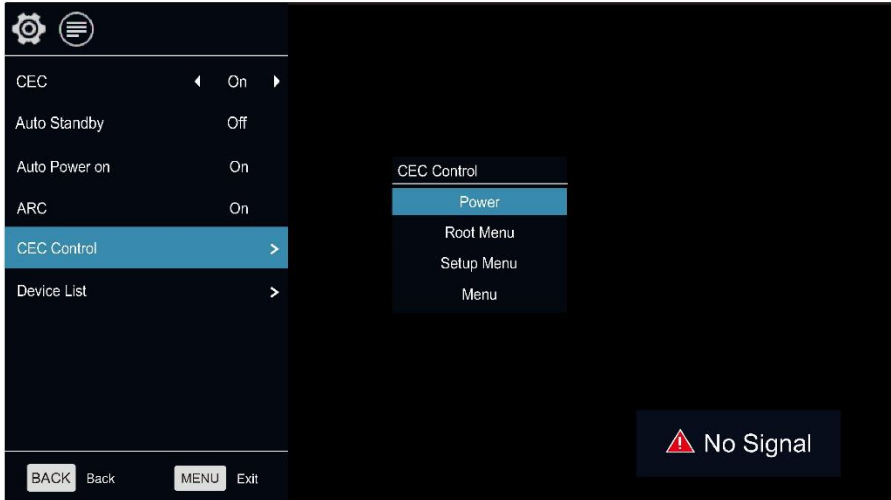 CEC On
Auto Standby Off
Auto Power on On
ARC On
CEC Control >
Device List >
BACK Back MENU Exit
CEC Control
Power
Root Menu
Setup Menu
Menu
No Signal